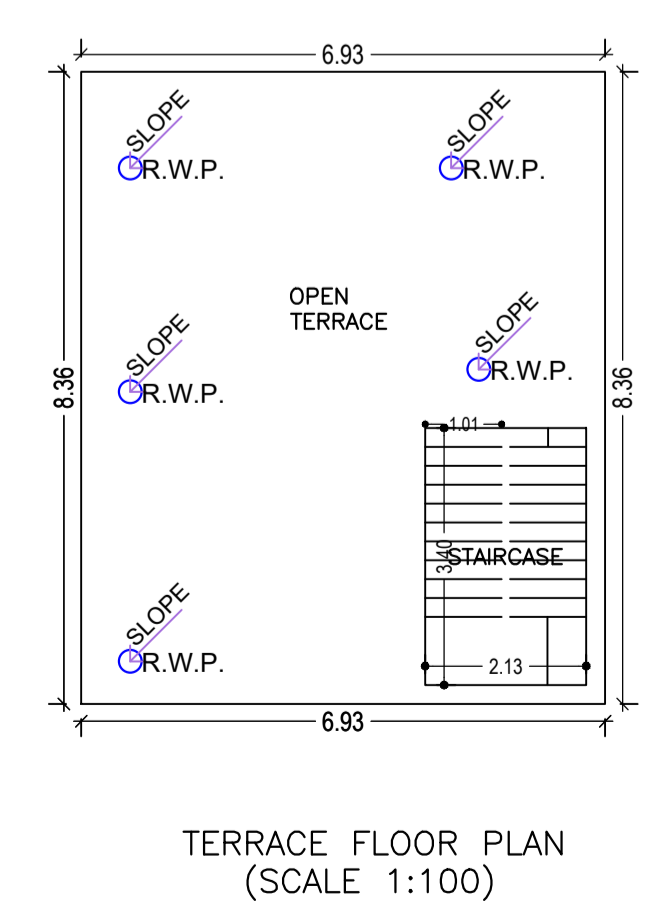 6.93
SLOPE
R.W.P.
SLOPE
R.W.P.
OPEN
TERRACE
SLOPE
R.W.P.
SLOPE
R.W.P.
8.36
8.36
1.01
3.40
STAIRCASE
SLOPE
R.W.P.
2.13
6.93
TERRACE FLOOR PLAN
(SCALE 1:100)